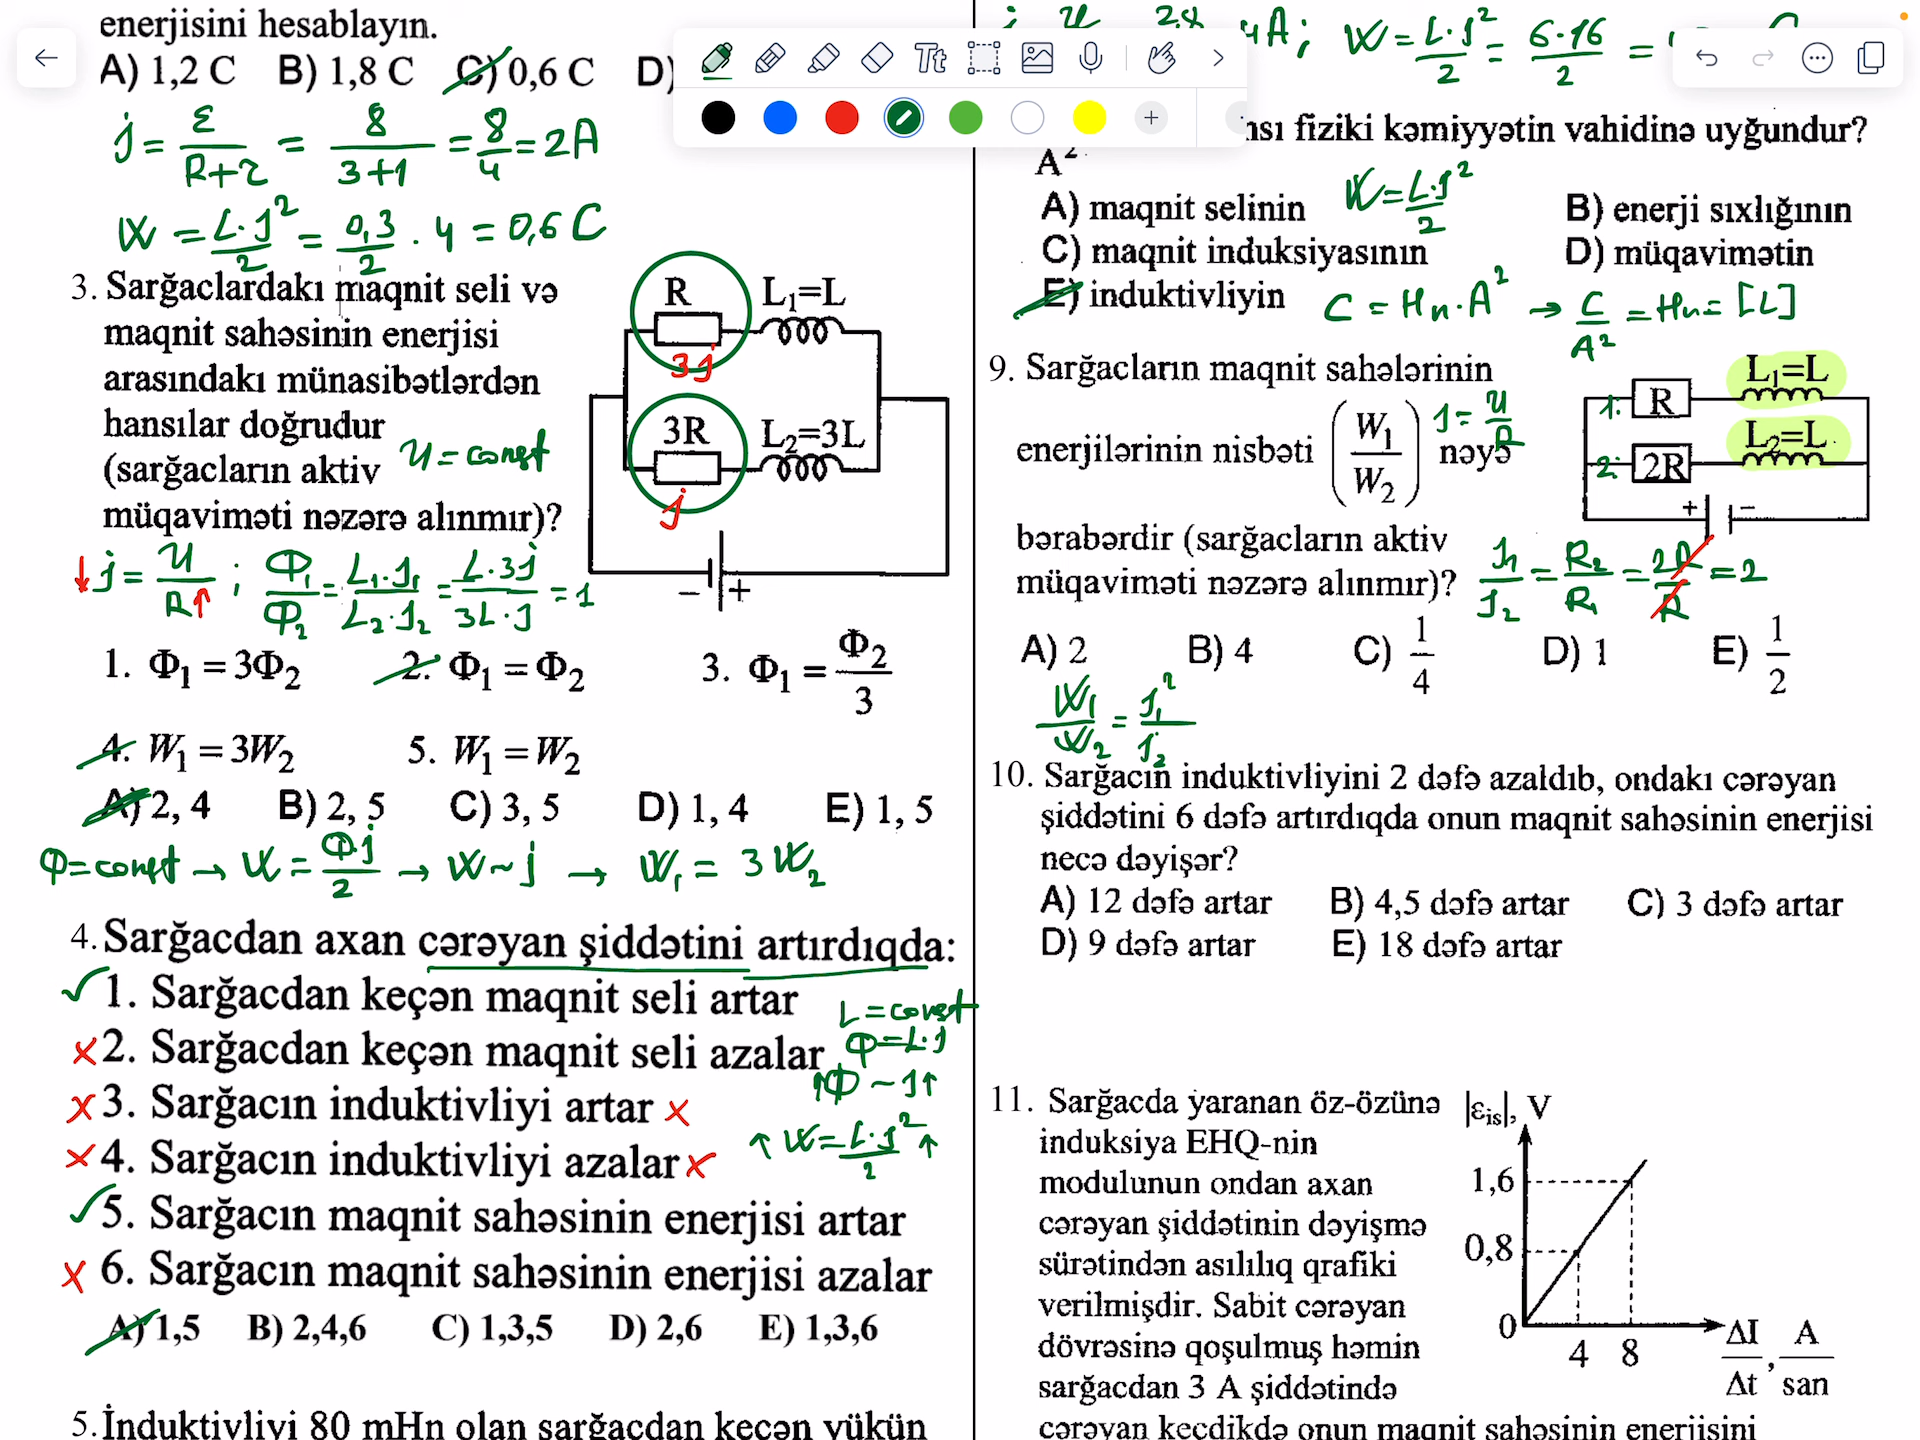 enerjisini hesablayın.
A) 1,2 C B) 1,8 C C) 0,6 C D)
j = ε / R+r = 8 / 3+1 = 8/4 = 2A
W = L·J²/2 = 0,3/2 · 4 = 0,6 C
3. Sarğaclardakı maqnit seli və
maqnit sahəsinin enerjisi
arasındakı münasibətlərdən
hansılar doğrudur
(sarğacların aktiv
müqaviməti nəzərə alınmır)?
U = const
R L₁=L
3j
3R L₂=3L
j
− +
↓j = U/R↑ ; Φ₁/Φ₂ = L₁·J₁/L₂·J₂ = L·3J/3L·J = 1
1. Φ₁ = 3Φ₂ 2. Φ₁ = Φ₂ 3. Φ₁ = Φ₂/3
4. W₁ = 3W₂ 5. W₁ = W₂
A) 2, 4 B) 2, 5 C) 3, 5 D) 1, 4 E) 1, 5
Φ=const → W = Φ·j/2 → W ~ j → W₁ = 3W₂
4. Sarğacdan axan cərəyan şiddətini artırdıqda:
✓ 1. Sarğacdan keçən maqnit seli artar
x 2. Sarğacdan keçən maqnit seli azalar
x 3. Sarğacın induktivliyi artar x
x 4. Sarğacın induktivliyi azalar x
✓ 5. Sarğacın maqnit sahəsinin enerjisi artar
x 6. Sarğacın maqnit sahəsinin enerjisi azalar
L = const
Φ = L·J
↑Φ ~ J↑
↑ W = L·J²/2 ↑
A) 1,5 B) 2,4,6 C) 1,3,5 D) 2,6 E) 1,3,6
5. İnduktivliyi 80 mHn olan sarğacdan keçən yükün
4A; W = L·J²/2 = 6·16/2 =
Tt
nsı fiziki kəmiyyətin vahidinə uyğundur?
A²
A) maqnit selinin B) enerji sıxlığının
C) maqnit induksiyasının D) müqavimətin
E) induktivliyin
W = L·J²/2
C = Hn·A² → C/A² = Hn = [L]
9. Sarğacların maqnit sahələrinin
enerjilərinin nisbəti (W₁/W₂) nəyə
bərabərdir (sarğacların aktiv
müqaviməti nəzərə alınmır)?
J = U/R
1. R L₁=L
2. 2R L₂=L
+ −
J₁/J₂ = R₂/R₁ = 2R/R = 2
A) 2 B) 4 C) 1/4 D) 1 E) 1/2
W₁/W₂ = J₁²/J₂
10. Sarğacın induktivliyini 2 dəfə azaldıb, ondakı cərəyan
şiddətini 6 dəfə artırdıqda onun maqnit sahəsinin enerjisi
necə dəyişər?
A) 12 dəfə artar B) 4,5 dəfə artar C) 3 dəfə artar
D) 9 dəfə artar E) 18 dəfə artar
11. Sarğacda yaranan öz-özünə
induksiya EHQ-nin
modulunun ondan axan
cərəyan şiddətinin dəyişmə
sürətindən asılılıq qrafiki
verilmişdir. Sabit cərəyan
dövrəsinə qoşulmuş həmin
sarğacdan 3 A şiddətində
cərəyan keçdikdə onun maqnit sahəsinin enerjisini
|εis|, V
1,6
0,8
0
4 8
ΔI/Δt, A/san